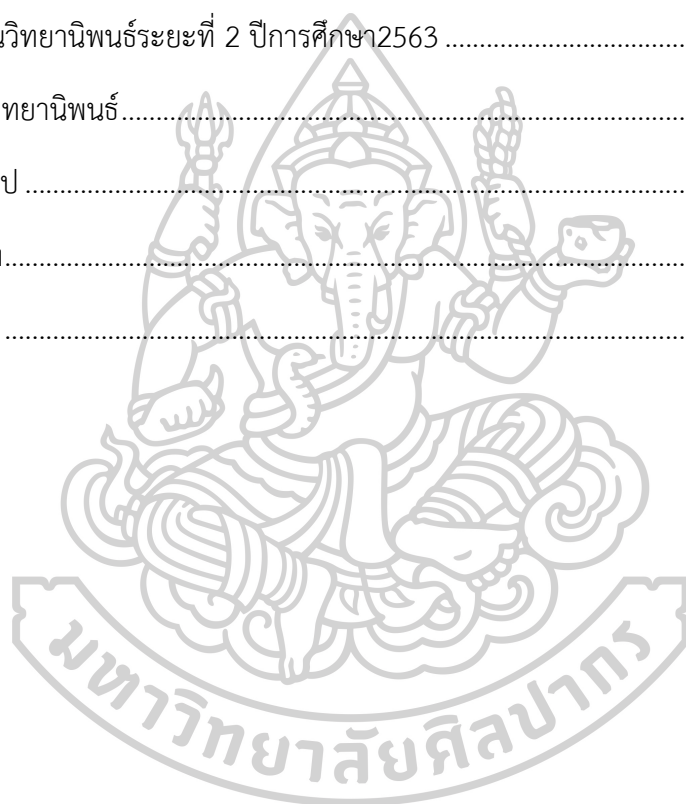 วิทยานิพนธ์ระยะที่ 2 ปีการศึกษา2563 ........................................
ทยานิพนธ์........................................................................................
ป ........................................................................................................
........................................................................................................
........................................................................................................
มหาวิทยาลัยศิลปากร